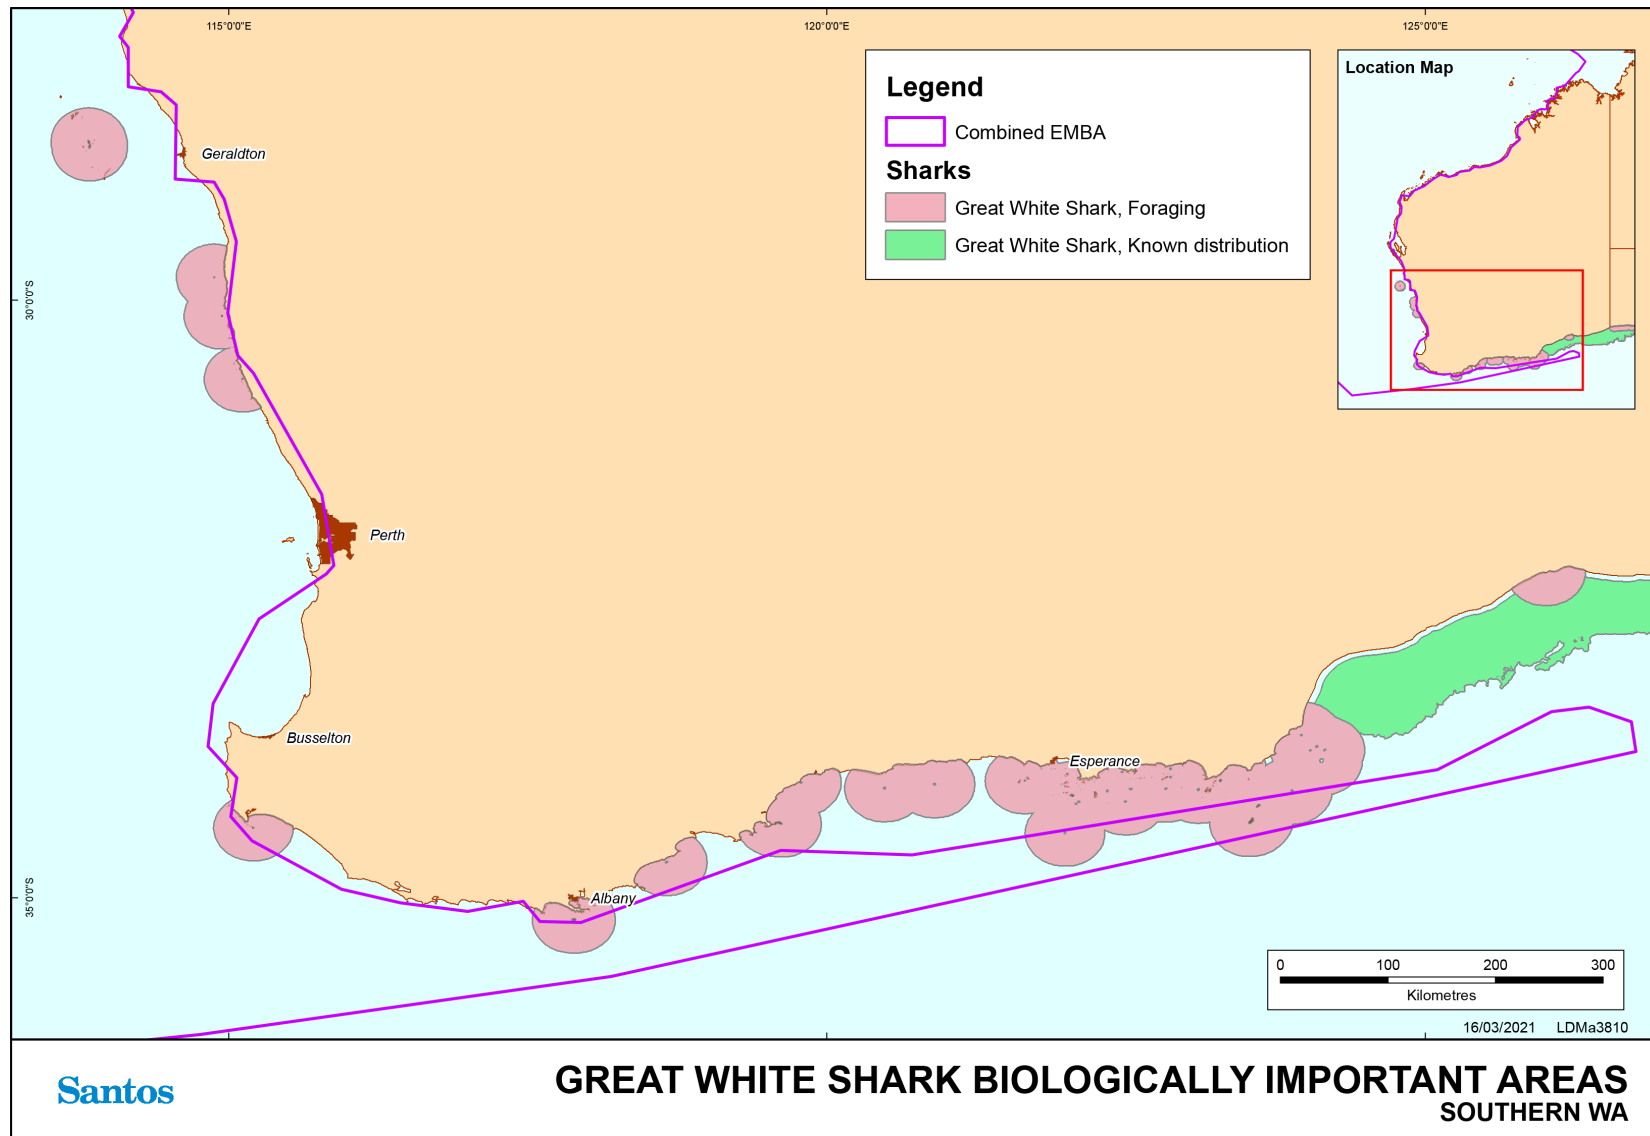 115°0'0"E
120°0'0"E
125°0'0"E
30°0'0"S
35°0'0"S
Legend
Combined EMBA
Sharks
Great White Shark, Foraging
Great White Shark, Known distribution
Location Map
Geraldton
Perth
Busselton
Albany
Esperance
0 100 200 300
Kilometres
16/03/2021 LDMa3810
Santos
GREAT WHITE SHARK BIOLOGICALLY IMPORTANT AREAS
SOUTHERN WA